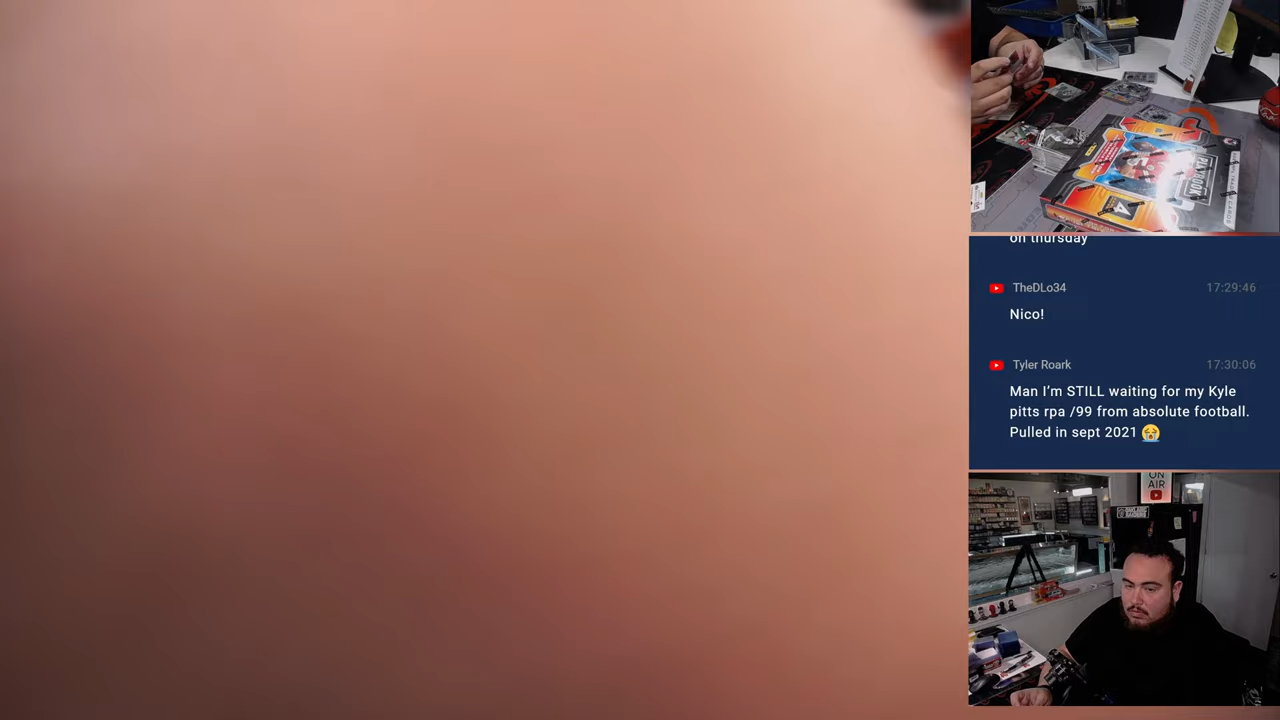 PLAYBOOK
on thursday
TheDLo34 17:29:46
Nico!
Tyler Roark 17:30:06
Man I’m STILL waiting for my Kyle
pitts rpa /99 from absolute football.
Pulled in sept 2021 😭
ON
AIR